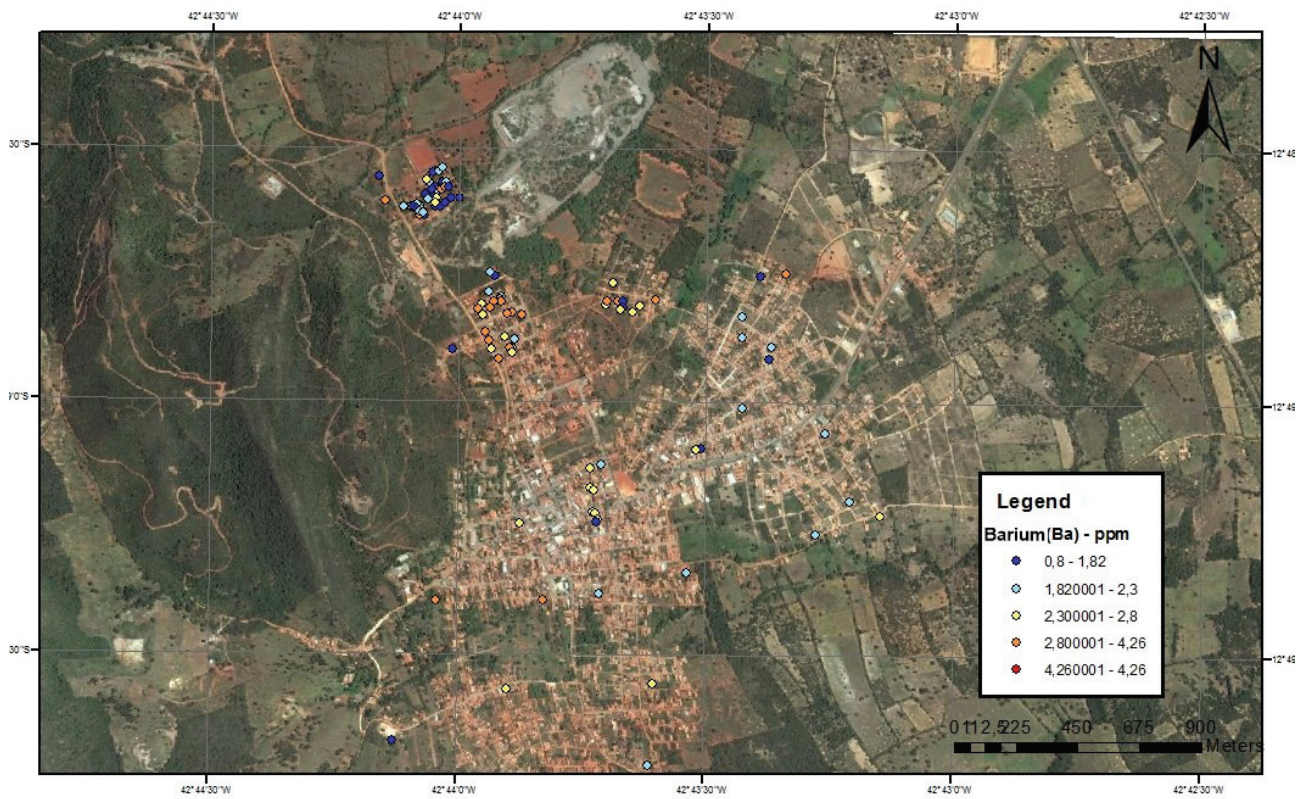 42°44'30"W 42°44'0"W 42°43'30"W 42°43'0"W 42°42'30"W
N
30"S 12°48
9'0"S 12°49
Legend
Barium(Ba) - ppm
0,8 - 1,82
1,820001 - 2,3
2,300001 - 2,8
2,800001 - 4,26
4,260001 - 4,26
30"S 12°49
0 112,5 225 450 675 900
Meters
42°44'30"W 42°44'0"W 42°43'30"W 42°43'0"W 42°42'30"W